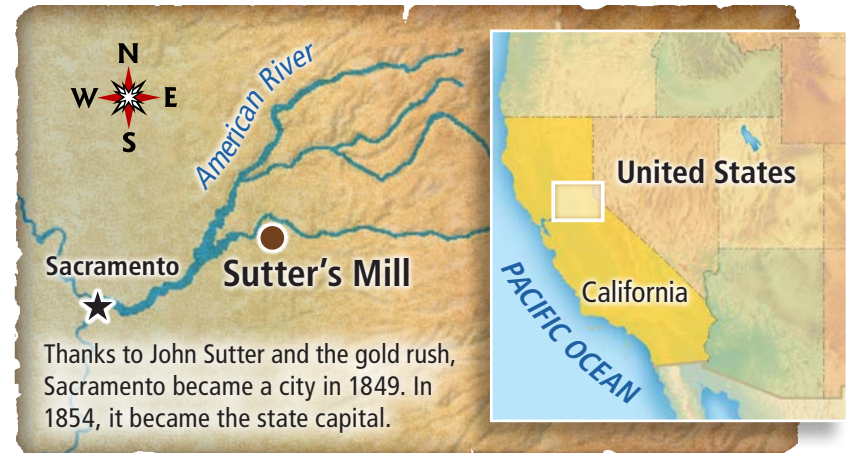 N
W E
S
American River
Sacramento
Sutter's Mill
Thanks to John Sutter and the gold rush,
Sacramento became a city in 1849. In
1854, it became the state capital.
United States
California
PACIFIC OCEAN